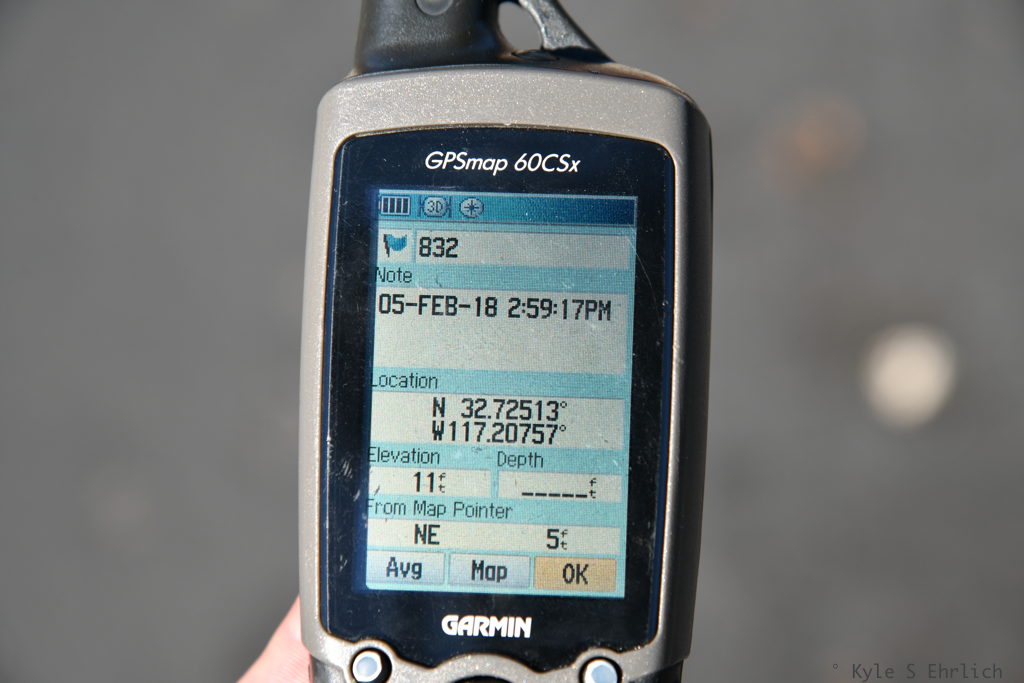 GPSmap 60CSx
3D
832
Note
05-FEB-18 2:59:17PM
Location
N 32.72513°
W117.20757°
Elevation Depth
11ft _____ft
From Map Pointer
NE 5ft
Avg Map OK
GARMIN
° Kyle S Ehrlich